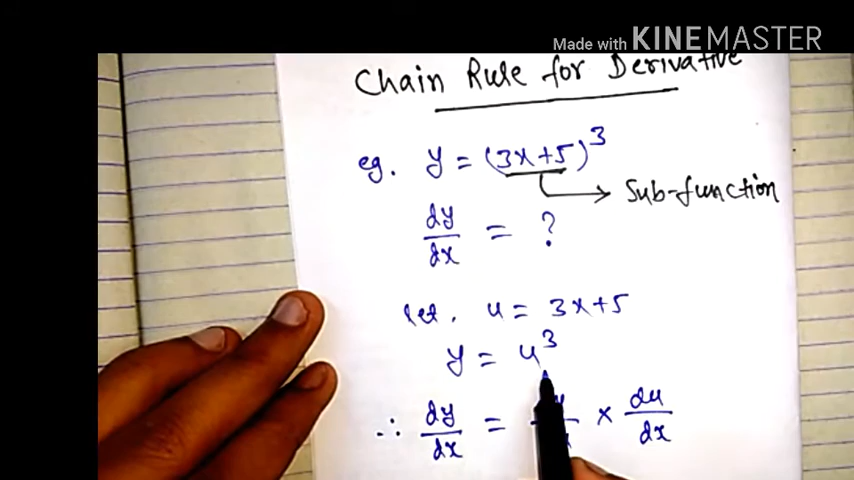 Made with KINEMASTER
Chain Rule for Derivative
eg. y = (3x+5)^3
Sub-function
dy/dx = ?
let. u = 3x+5
y = u^3
∴ dy/dx = × du/dx